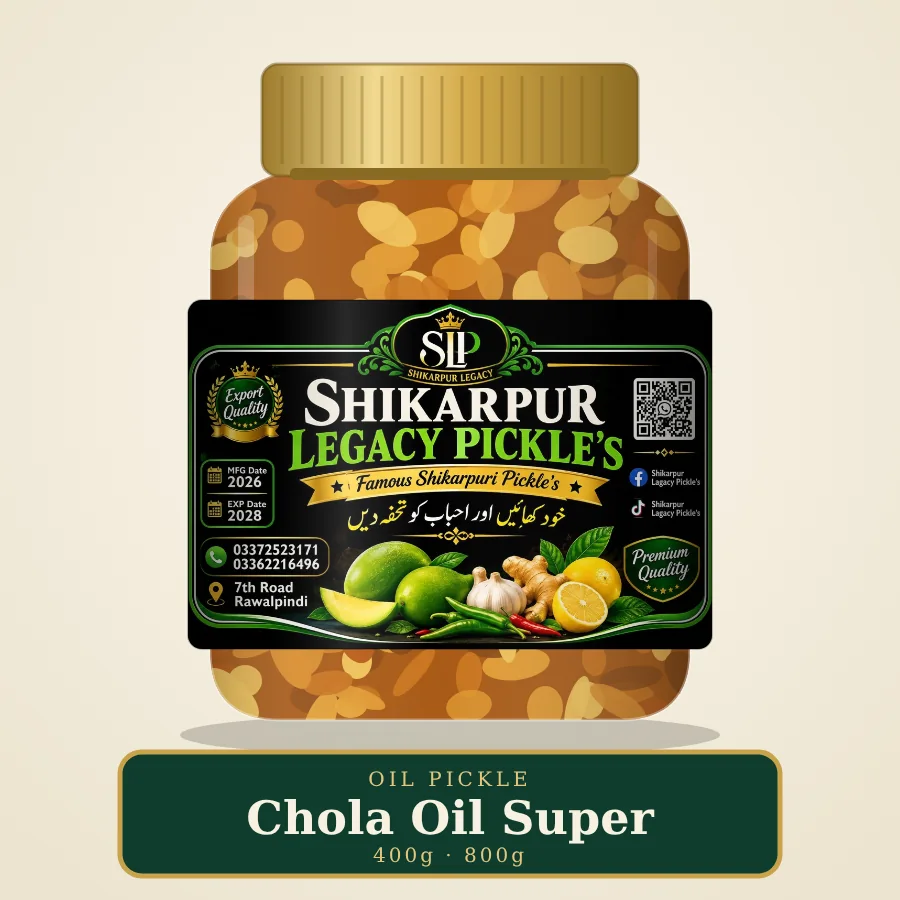 SLP
SHIKARPUR LEGACY
Export
Quality
SHIKARPUR
LEGACY PICKLE'S
Famous Shikarpuri Pickle's
خود کھائیں اور احباب کو تحفہ دیں
MFG Date
2026
EXP Date
2028
03372523171
03362216496
7th Road
Rawalpindi
Shikarpur
Legacy Pickle's
Shikarpur
Legacy Pickle's
Premium
Quality
OIL PICKLE
Chola Oil Super
400g · 800g